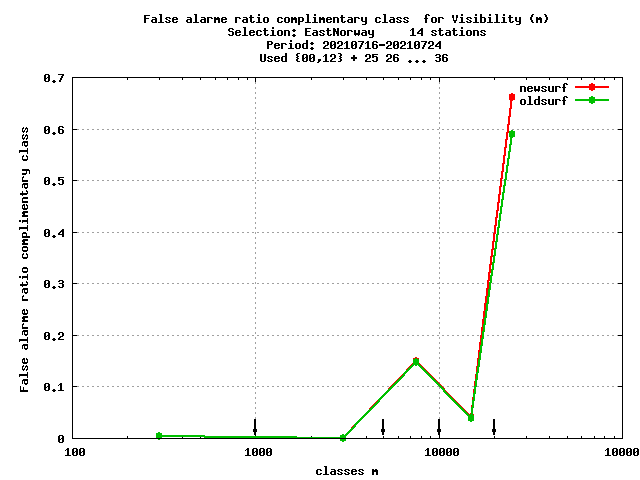 False alarme ratio complimentary class  for Visibility (m)
Selection: EastNorway     14 stations
Period: 20210716-20210724
Used {00,12} + 25 26 ... 36
newsurf
oldsurf
0.7
0.6
0.5
0.4
0.3
0.2
0.1
0
False alarme ratio complimentary class
100
1000
10000
10000
classes m